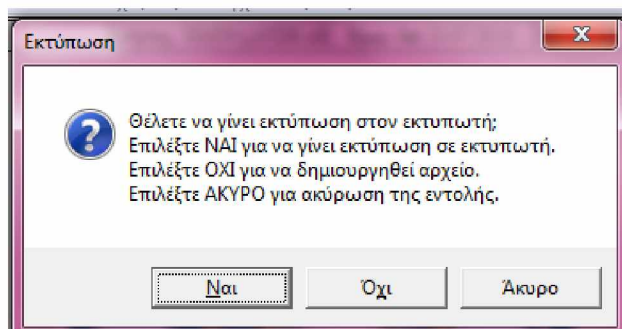 Εκτύπωση
Θέλετε να γίνει εκτύπωση στον εκτυπωτή;
Επιλέξτε ΝΑΙ για να γίνει εκτύπωση σε εκτυπωτή.
Επιλέξτε ΟΧΙ για να δημιουργηθεί αρχείο.
Επιλέξτε ΑΚΥΡΟ για ακύρωση της εντολής.
Ναι
Όχι
Άκυρο